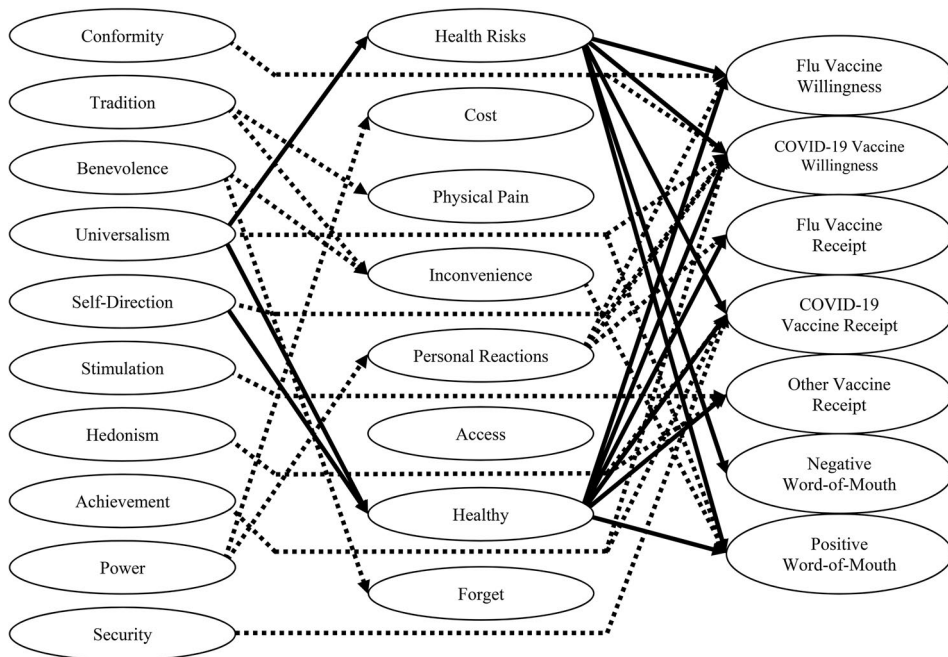 Conformity
Tradition
Benevolence
Universalism
Self-Direction
Stimulation
Hedonism
Achievement
Power
Security
Health Risks
Cost
Physical Pain
Inconvenience
Personal Reactions
Access
Healthy
Forget
Flu Vaccine
Willingness
COVID-19 Vaccine
Willingness
Flu Vaccine
Receipt
COVID-19
Vaccine Receipt
Other Vaccine
Receipt
Negative
Word-of-Mouth
Positive
Word-of-Mouth